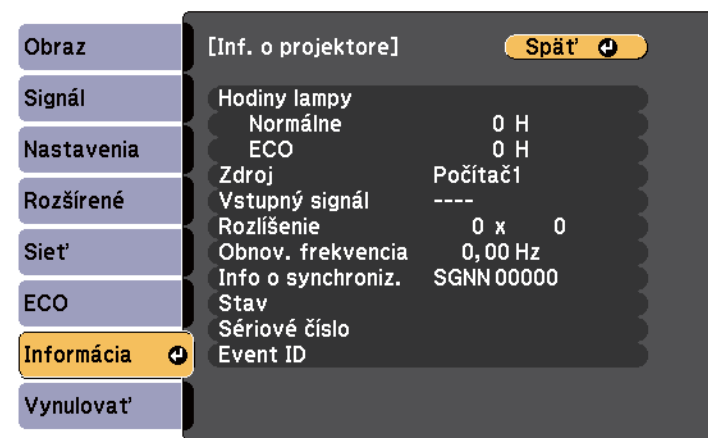 Obraz
Signál
Nastavenia
Rozšírené
Sieť
ECO
Informácia
Vynulovať
[Inf. o projektore] Späť
Hodiny lampy
Normálne 0 H
ECO 0 H
Zdroj Počítač1
Vstupný signál ----
Rozlíšenie 0 x 0
Obnov. frekvencia 0,00 Hz
Info o synchroniz. SGNN 00000
Stav
Sériové číslo
Event ID